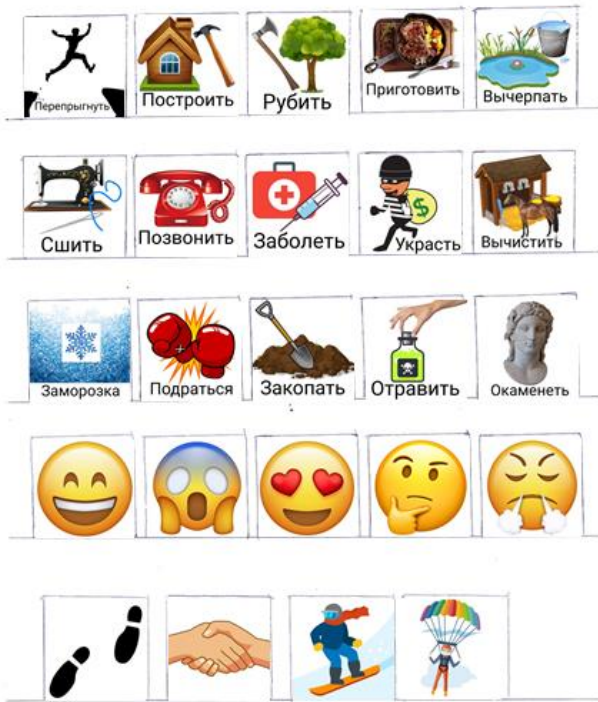 Перепрыгнуть
Построить
Рубить
Приготовить
Вычерпать
Сшить
Позвонить
Заболеть
Украсть
Вычистить
Заморозка
Подраться
Закопать
Отравить
Окаменеть